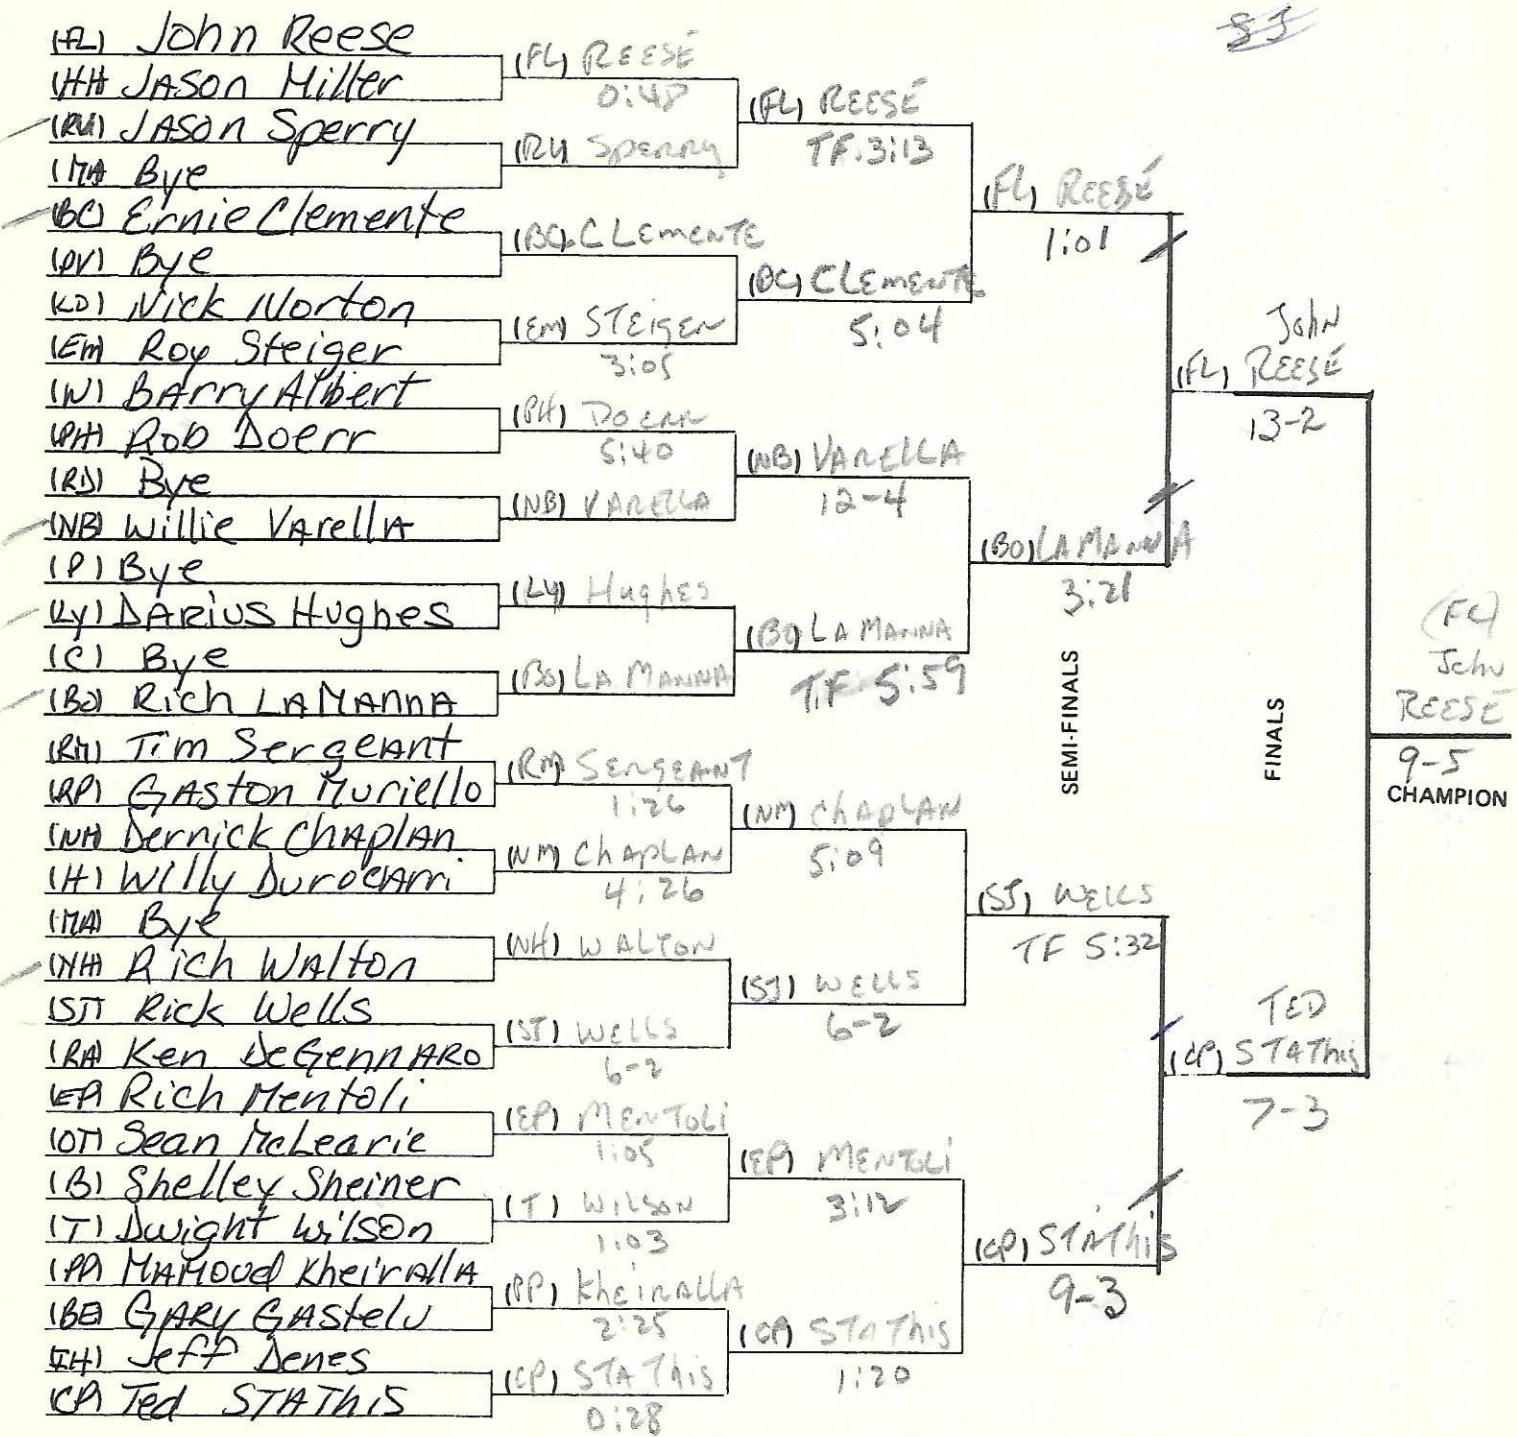 (FL) John Reese
(HH) JASon Miller
(RU) JASON Sperry
(MA) Bye
(BC) Ernie Clemente
(PV) Bye
(KD) Nick Norton
(Em) Roy Steiger
(W) BArry Albert
(PH) Rob Doerr
(RD) Bye
(NB) Willie VarellA
(P) Bye
(Ly) DARiUS Hughes
(C) Bye
(BO) Rich LAMAnnA
(RM) Tim SergeAnt
(RP) GASton Muriello
(NM) Derrnick ChAplAn
(H) Willy
(MA) Bye
(NH) Rich WAlton
(SJ) Rick Wells
(RA) Ken DeGennARO
(EP) Rich Mentoli
(OT) Sean McLearie
(B) Shelley Sheiner
(T) Dwight Wilson
(PP) MAMOud KheirAllA
(BE) GARy GAStelu
(IH) Jeff Denes
(CP) Ted STAThiS
(FL) REESE
0:48
(RU) SpERRy
(BC) CLEmENTE
(Em) STEIGER
3:05
(PH) DOERR
5:40
(NB) VARELLA
(Ly) Hughes
(BO) LA MANNA
(RM) SERgEANT
1:26
(NM) ChAPLAN
4:26
(NH) WALTON
(SJ) WELLS
6-2
(EP) MENTOLi
1:05
(T) WILSON
1:03
(PP) KhEiRALLA
2:25
(CP) STAThis
0:28
(FL) REESE
TF 3:13
(BC) CLEmENTE
5:04
(NB) VARELLA
12-4
(BO) LA MANNA
TF 5:59
(NM) ChAPLAN
5:09
(SJ) WELLS
6-2
(EP) MENTOLi
3:12
(CP) STAThis
1:20
(FL) REESE
1:01
(BO) LA MANNA
3:21
(SJ) WELLS
TF 5:32
(CP) STAThis
9-3
SEMI-FINALS
John
(FL) REESE
13-2
TED
(CP) STAThis
7-3
FINALS
(FL)
John
REESE
9-5
CHAMPION